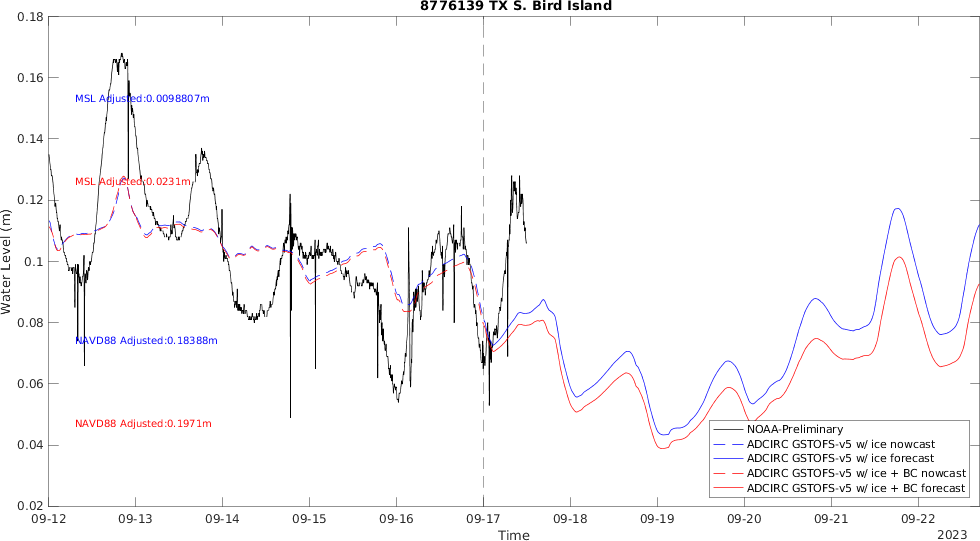 8776139 TX S. Bird Island
0.18
0.16
0.14
0.12
0.1
0.08
0.06
0.04
0.02
Water Level (m)
MSL Adjusted:0.0098807m
MSL Adjusted:0.0231m
NAVD88 Adjusted:0.18388m
NAVD88 Adjusted:0.1971m
NOAA-Preliminary
ADCIRC GSTOFS-v5 w/ ice nowcast
ADCIRC GSTOFS-v5 w/ ice forecast
ADCIRC GSTOFS-v5 w/ ice + BC nowcast
ADCIRC GSTOFS-v5 w/ ice + BC forecast
09-12 09-13 09-14 09-15 09-16 09-17 09-18 09-19 09-20 09-21 09-22
Time
2023